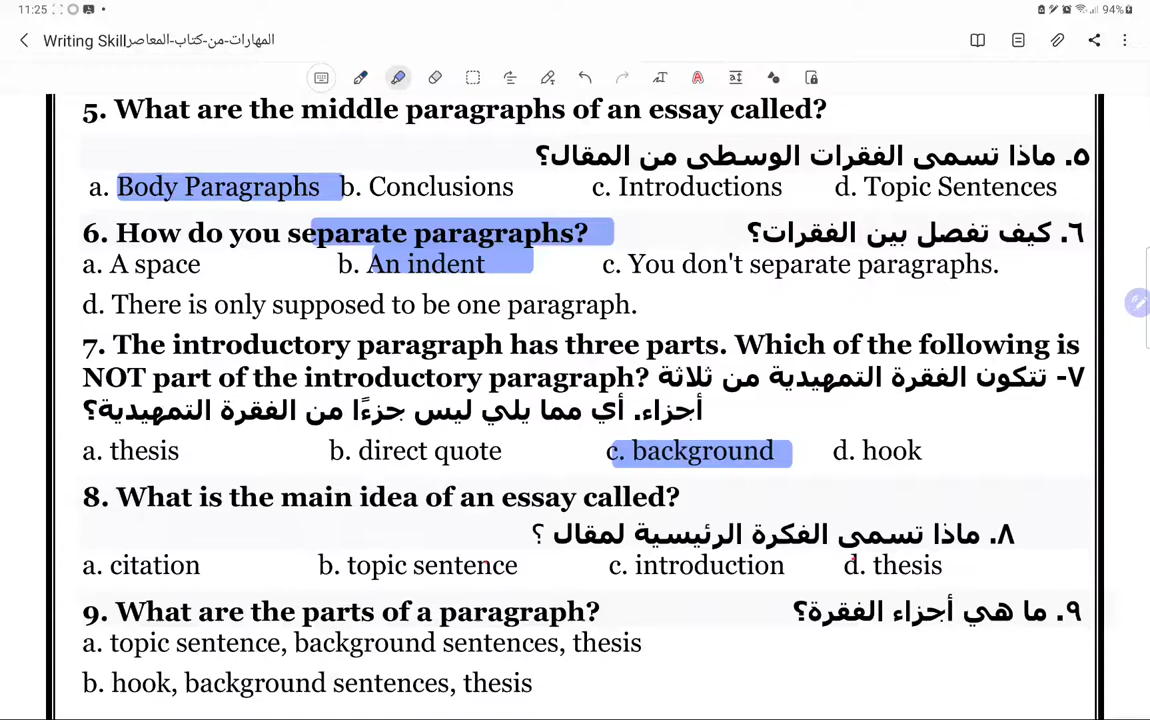 11:25 94%
Writing Skillالمهارات-من-كتاب-المعاصر
5. What are the middle paragraphs of an essay called?
٥. ماذا تسمى الفقرات الوسطى من المقال؟
a. Body Paragraphs b. Conclusions c. Introductions d. Topic Sentences
6. How do you separate paragraphs? ٦. كيف تفصل بين الفقرات؟
a. A space b. An indent c. You don't separate paragraphs.
d. There is only supposed to be one paragraph.
7. The introductory paragraph has three parts. Which of the following is
NOT part of the introductory paragraph? ٧- تتكون الفقرة التمهيدية من ثلاثة
أجزاء. أي مما يلي ليس جزءًا من الفقرة التمهيدية؟
a. thesis b. direct quote c. background d. hook
8. What is the main idea of an essay called?
٨. ماذا تسمى الفكرة الرئيسية لمقال ؟
a. citation b. topic sentence c. introduction d. thesis
9. What are the parts of a paragraph? ٩. ما هي أجزاء الفقرة؟
a. topic sentence, background sentences, thesis
b. hook, background sentences, thesis